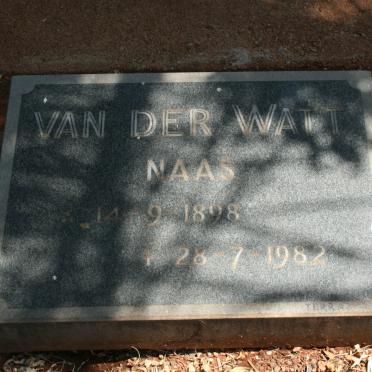 VAN DER WATT
NAAS
* 14-9-1898
† 28-7-1982